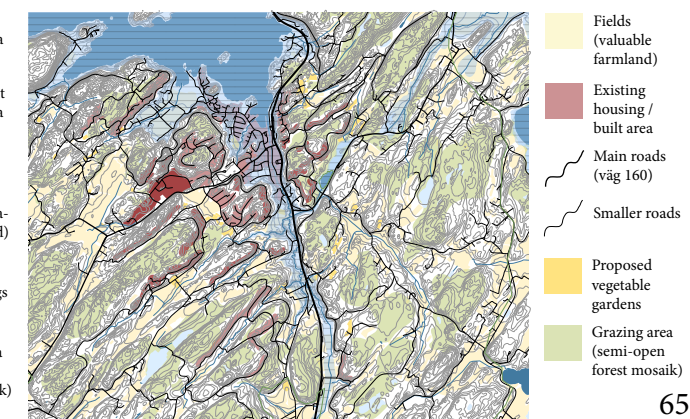 a
t
a
a-
d)
gs
a
k)
Fields
(valuable
farmland)
Existing
housing /
built area
Main roads
(väg 160)
Smaller roads
Proposed
vegetable
gardens
Grazing area
(semi-open
forest mosaik)
65